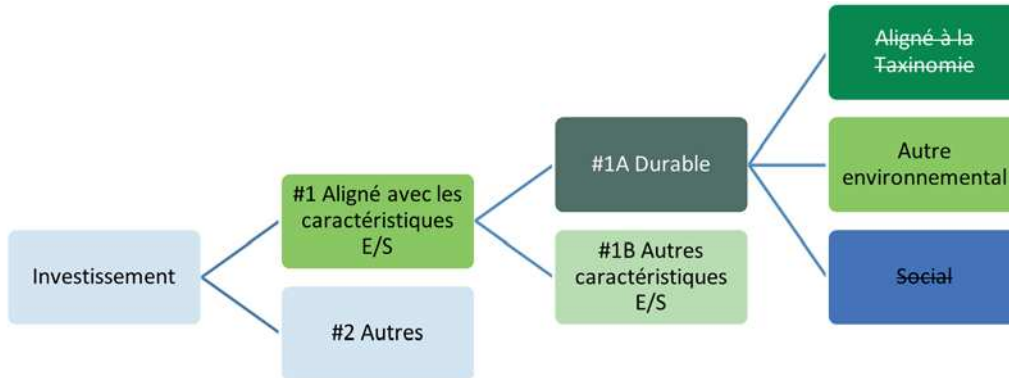 Investissement
#1 Aligné avec les
caractéristiques
E/S
#2 Autres
#1A Durable
#1B Autres
caractéristiques
E/S
Aligné à la
Taxinomie
Autre
environnemental
Social